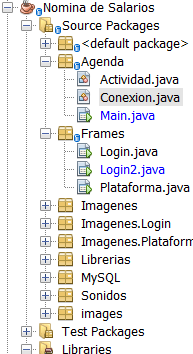 Nomina de Salarios
Source Packages
<default package>
Agenda
Actividad.java
Conexion.java
Main.java
Frames
Login.java
Login2.java
Plataforma.java
Imagenes
Imagenes.Login
Imagenes.Platafor
Librerias
MySQL
Sonidos
images
Test Packages
Libraries